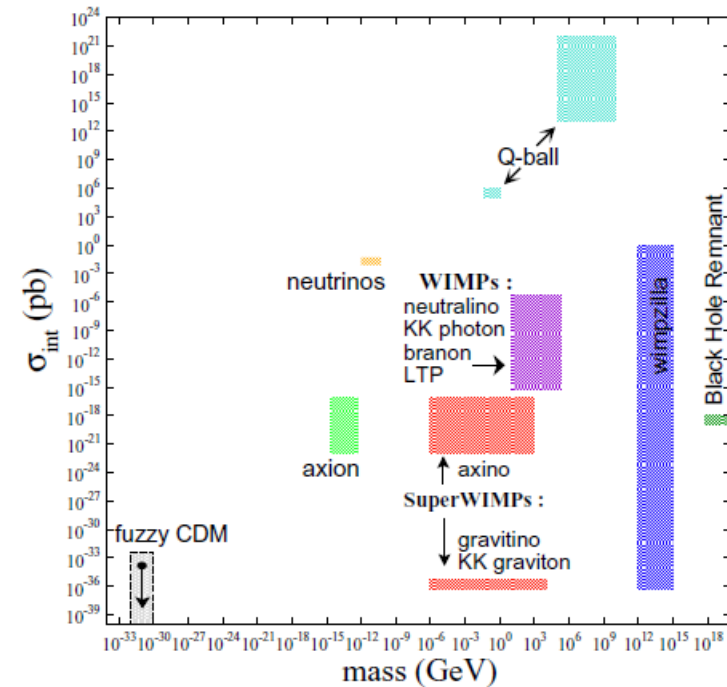 10^24
10^21
10^18
10^15
10^12
10^9
10^6
10^3
10^0
10^-3
10^-6
10^-9
10^-12
10^-15
10^-18
10^-21
10^-24
10^-27
10^-30
10^-33
10^-36
10^-39
σ_int (pb)
Q-ball
neutrinos
WIMPs :
neutralino
KK photon
branon
LTP
wimpzilla
Black Hole Remnant
axion
axino
SuperWIMPs :
gravitino
KK graviton
fuzzy CDM
10^-33 10^-30 10^-27 10^-24 10^-21 10^-18 10^-15 10^-12 10^-9 10^-6 10^-3 10^0 10^3 10^6 10^9 10^12 10^15 10^18
mass (GeV)